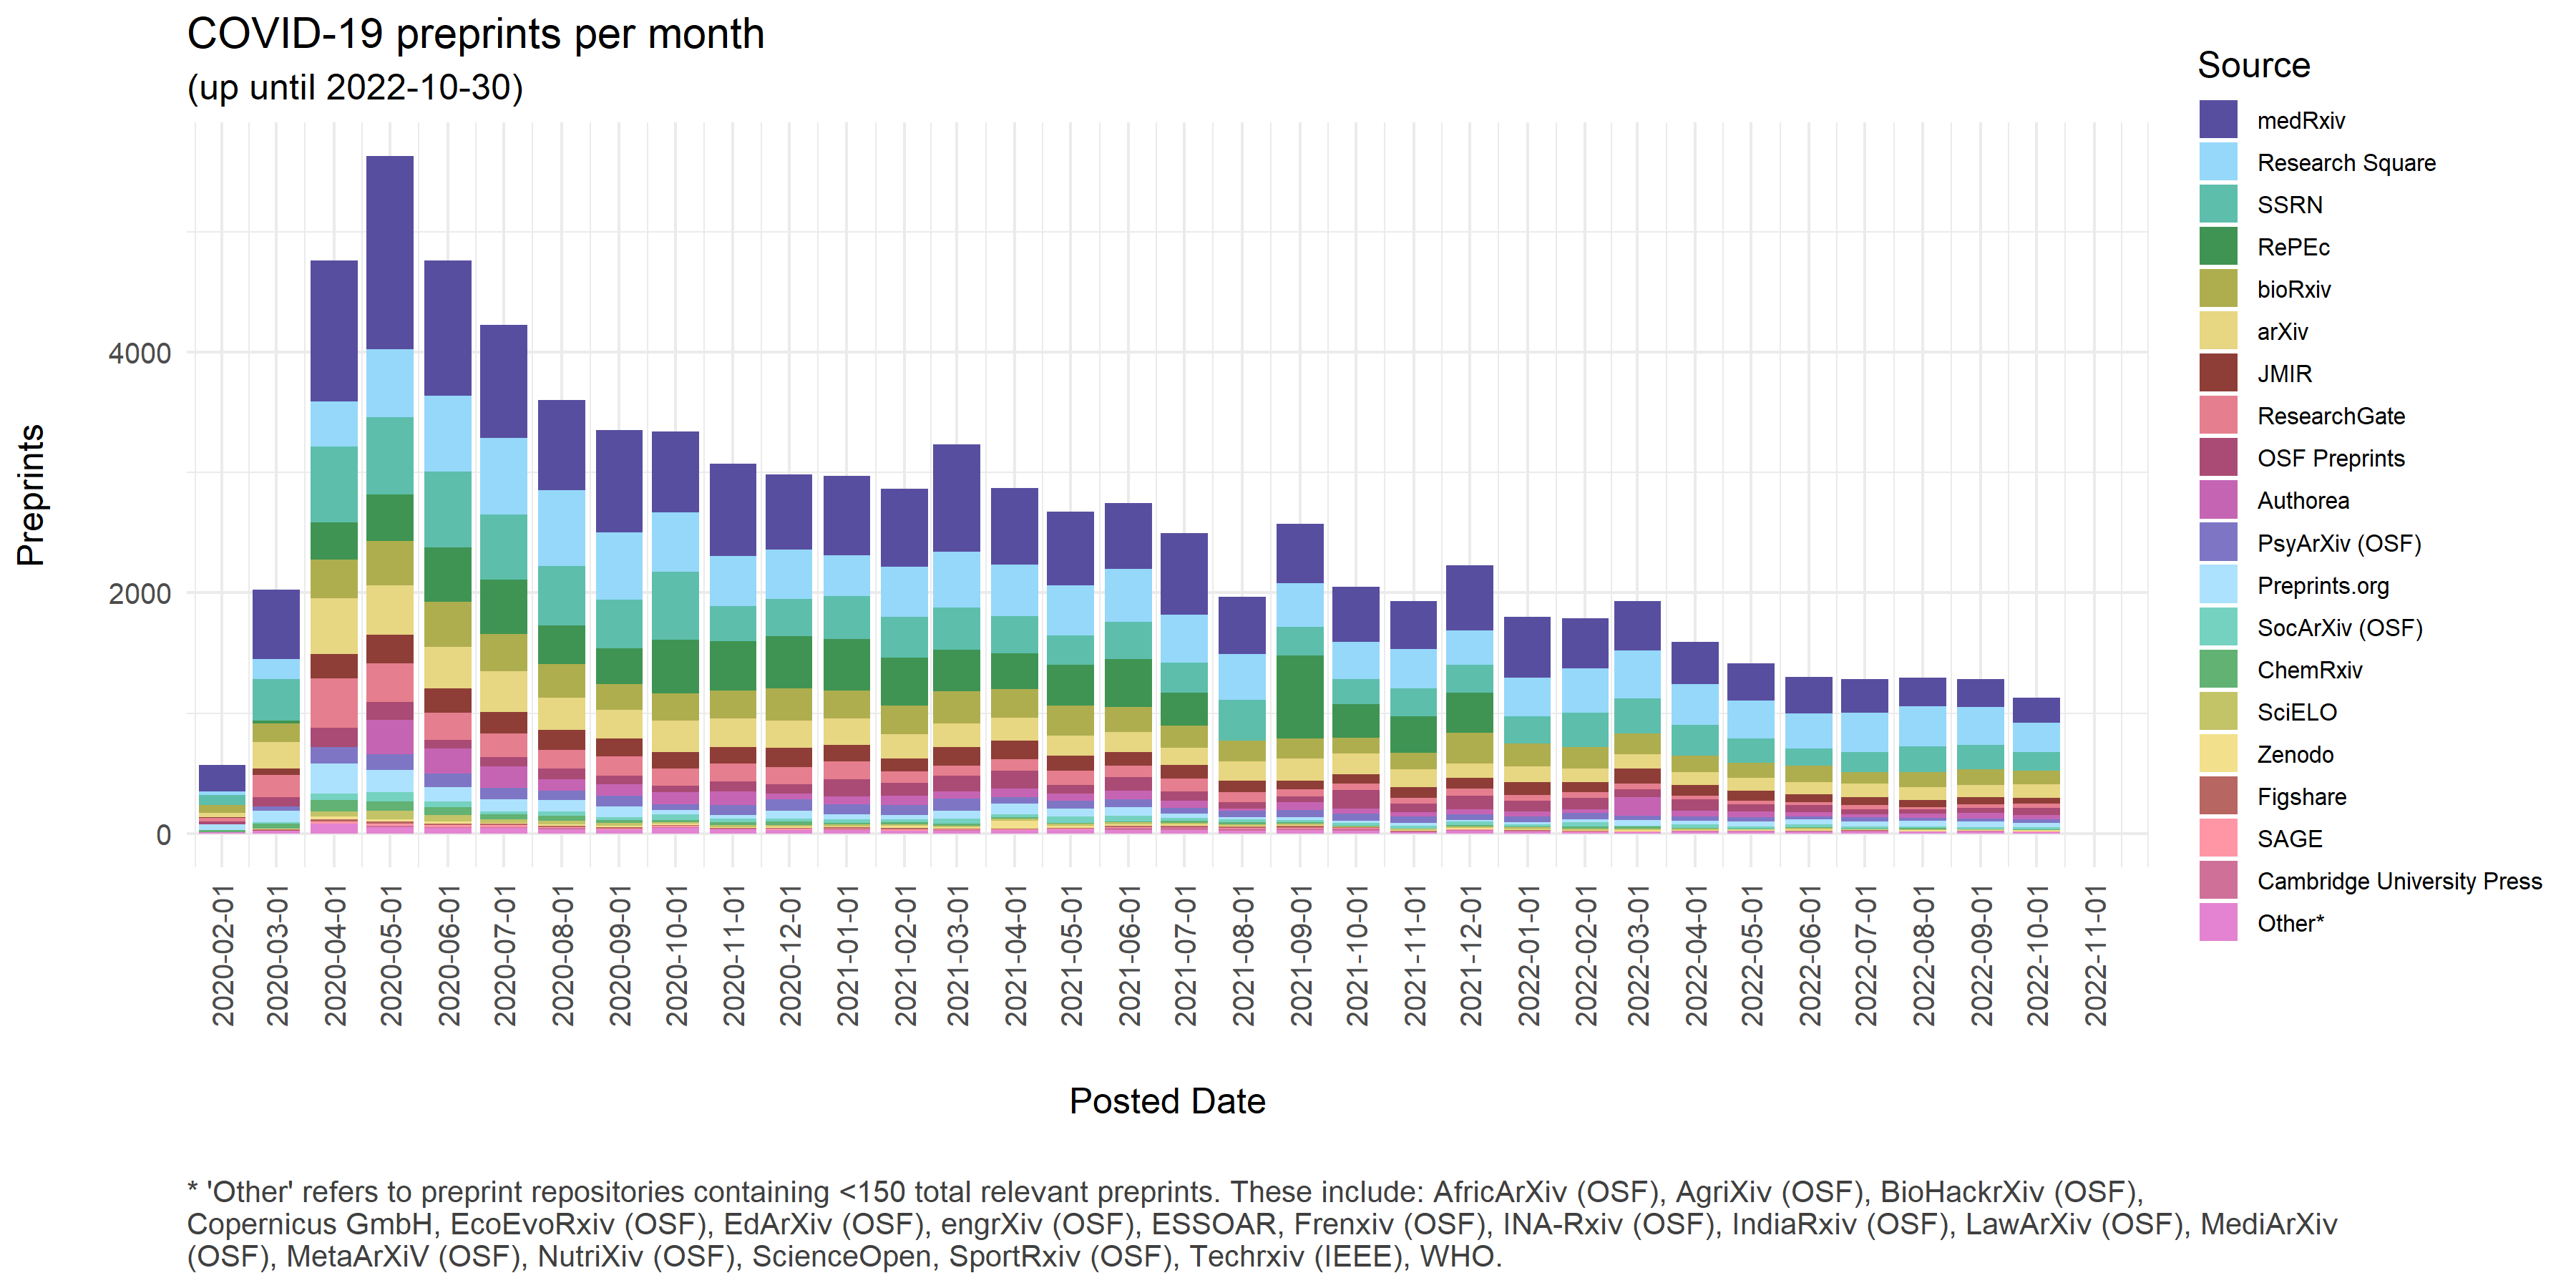 COVID-19 preprints per month
(up until 2022-10-30)
Preprints
4000
2000
0
2020-02-01
2020-03-01
2020-04-01
2020-05-01
2020-06-01
2020-07-01
2020-08-01
2020-09-01
2020-10-01
2020-11-01
2020-12-01
2021-01-01
2021-02-01
2021-03-01
2021-04-01
2021-05-01
2021-06-01
2021-07-01
2021-08-01
2021-09-01
2021-10-01
2021-11-01
2021-12-01
2022-01-01
2022-02-01
2022-03-01
2022-04-01
2022-05-01
2022-06-01
2022-07-01
2022-08-01
2022-09-01
2022-10-01
2022-11-01
Posted Date
Source
medRxiv
Research Square
SSRN
RePEc
bioRxiv
arXiv
JMIR
ResearchGate
OSF Preprints
Authorea
PsyArXiv (OSF)
Preprints.org
SocArXiv (OSF)
ChemRxiv
SciELO
Zenodo
Figshare
SAGE
Cambridge University Press
Other*
* 'Other' refers to preprint repositories containing <150 total relevant preprints. These include: AfricArXiv (OSF), AgriXiv (OSF), BioHackrXiv (OSF),
Copernicus GmbH, EcoEvoRxiv (OSF), EdArXiv (OSF), engrXiv (OSF), ESSOAR, Frenxiv (OSF), INA-Rxiv (OSF), IndiaRxiv (OSF), LawArXiv (OSF), MediArXiv
(OSF), MetaArXiV (OSF), NutriXiv (OSF), ScienceOpen, SportRxiv (OSF), Techrxiv (IEEE), WHO.